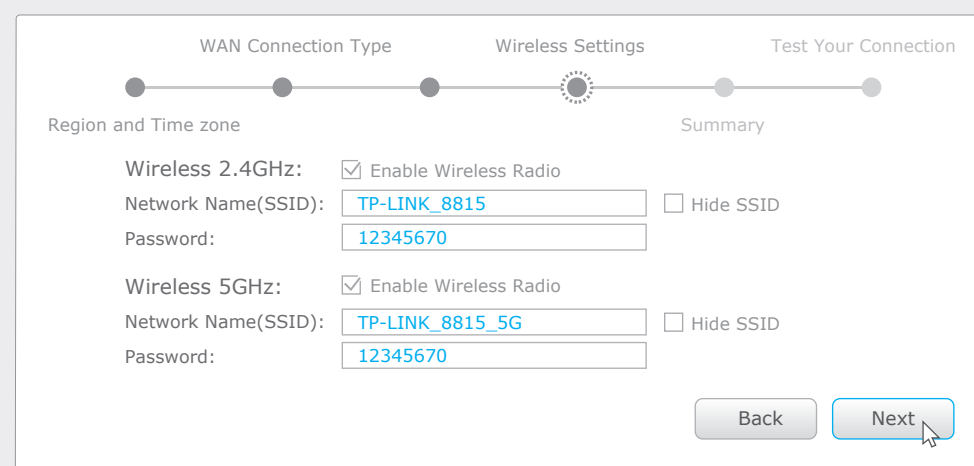 WAN Connection Type Wireless Settings Test Your Connection
Region and Time zone Summary
Wireless 2.4GHz: Enable Wireless Radio
Network Name(SSID): TP-LINK_8815 Hide SSID
Password: 12345670
Wireless 5GHz: Enable Wireless Radio
Network Name(SSID): TP-LINK_8815_5G Hide SSID
Password: 12345670
Back Next